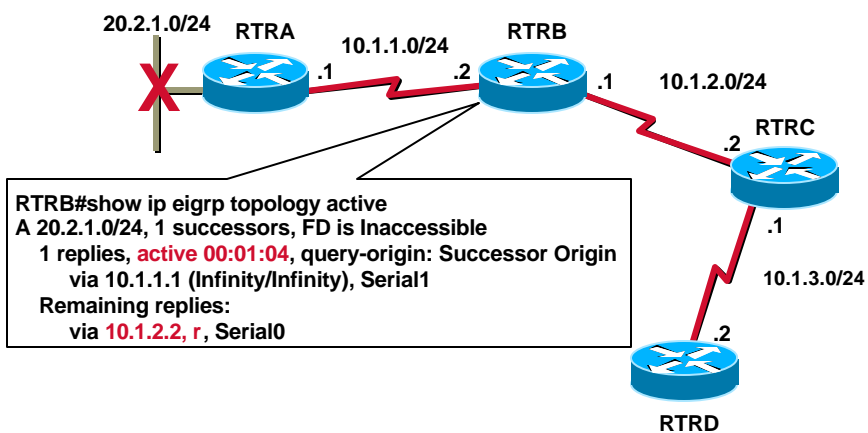 20.2.1.0/24
RTRA
10.1.1.0/24
RTRB
.1
.2
.1
10.1.2.0/24
.2
RTRC
RTRB#show ip eigrp topology active
A 20.2.1.0/24, 1 successors, FD is Inaccessible
1 replies, active 00:01:04, query-origin: Successor Origin
via 10.1.1.1 (Infinity/Infinity), Serial1
Remaining replies:
via 10.1.2.2, r, Serial0
.1
10.1.3.0/24
.2
RTRD